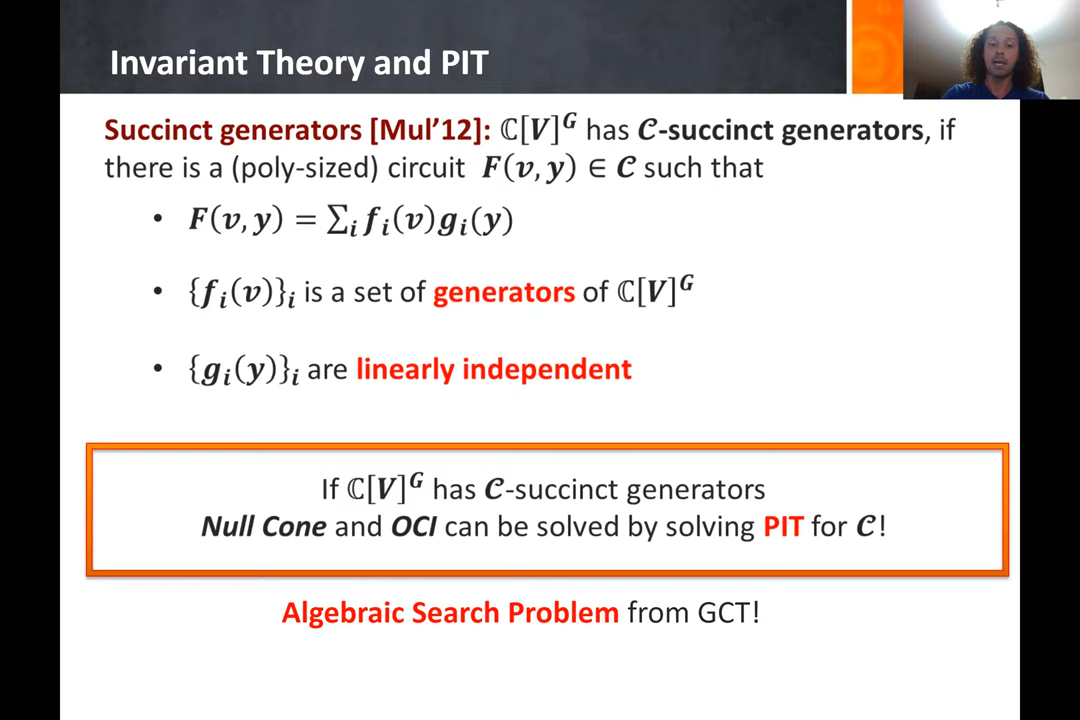 Invariant Theory and PIT
Succinct generators [Mul'12]: ℂ[V]^G has 𝓒-succinct generators, if
there is a (poly-sized) circuit F(v, y) ∈ 𝓒 such that
• F(v, y) = ∑_i f_i(v)g_i(y)
• {f_i(v)}_i is a set of generators of ℂ[V]^G
• {g_i(y)}_i are linearly independent
If ℂ[V]^G has 𝓒-succinct generators
Null Cone and OCI can be solved by solving PIT for 𝓒!
Algebraic Search Problem from GCT!